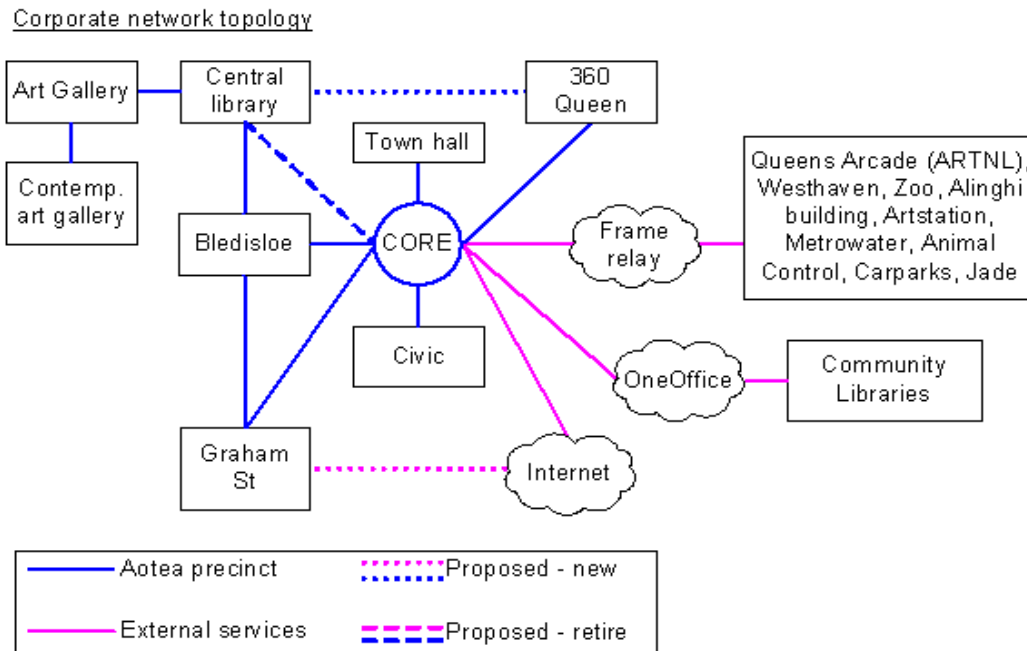 Corporate network topology
Art Gallery
Central
library
360
Queen
Town hall
Contemp.
art gallery
Bledisloe
CORE
Frame
relay
Queens Arcade (ARTNL),
Westhaven, Zoo, Alinghi
building, Artstation,
Metrowater, Animal
Control, Carparks, Jade
Civic
OneOffice
Community
Libraries
Graham
St
Internet
Aotea precinct
Proposed - new
External services
Proposed - retire